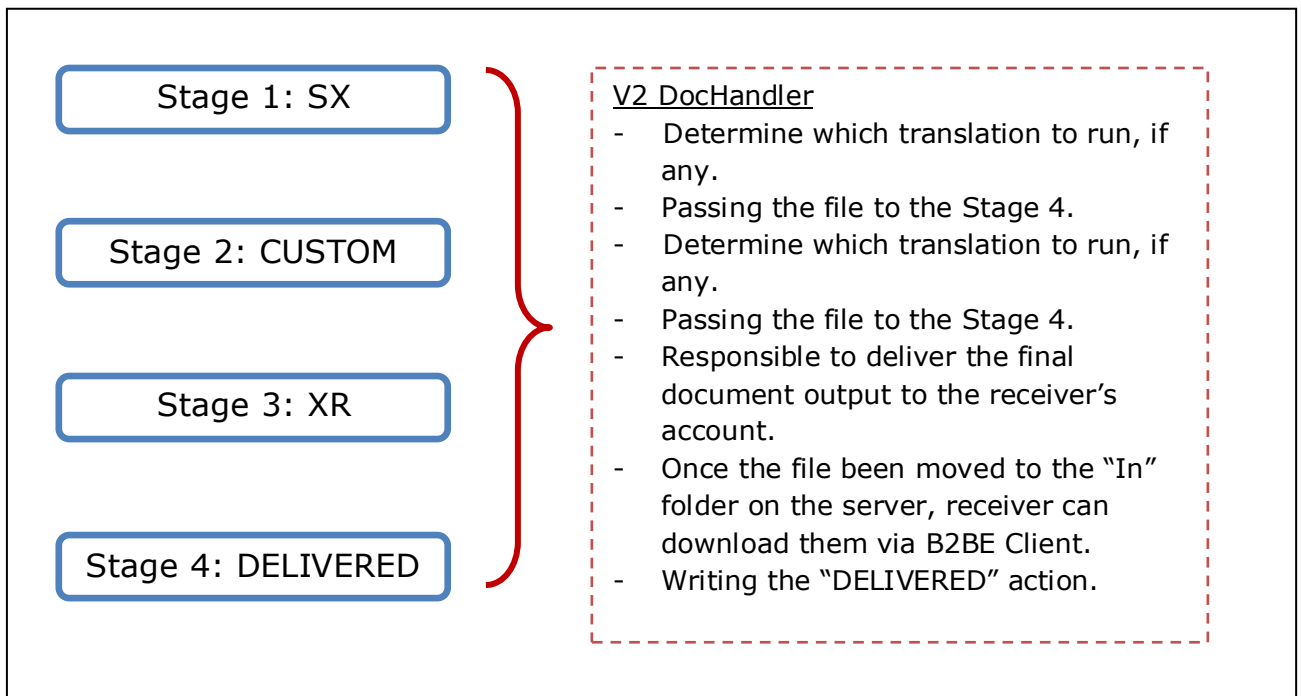 Stage 1: SX
Stage 2: CUSTOM
Stage 3: XR
Stage 4: DELIVERED
V2 DocHandler
- Determine which translation to run, if
any.
- Passing the file to the Stage 4.
- Determine which translation to run, if
any.
- Passing the file to the Stage 4.
- Responsible to deliver the final
document output to the receiver’s
account.
- Once the file been moved to the “In”
folder on the server, receiver can
download them via B2BE Client.
- Writing the “DELIVERED” action.